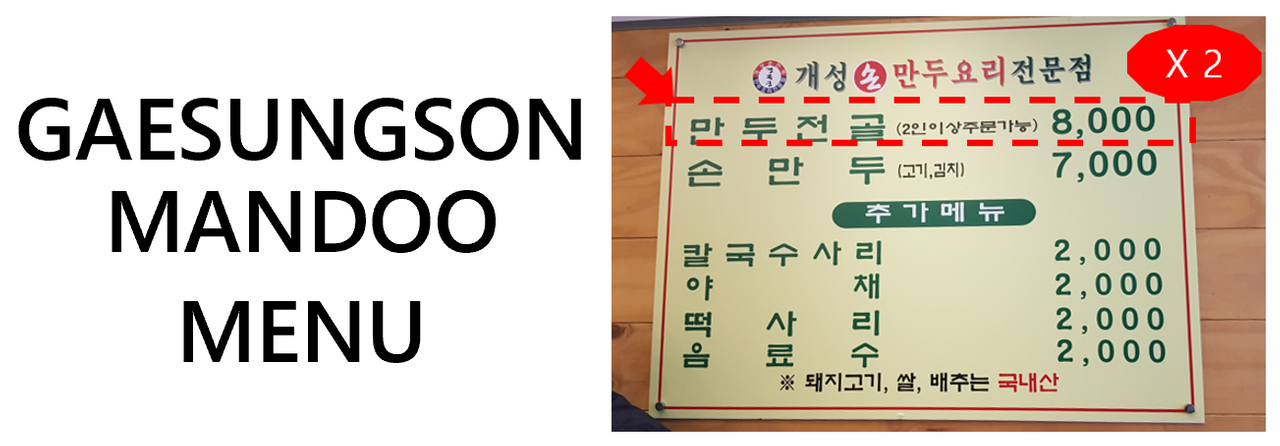 GAESUNGSON
MANDOO
MENU
X 2
개성 손 만두요리전문점
만두전골 (2인이상주문가능) 8,000
손만두 (고기,김치) 7,000
추가메뉴
칼국수사리 2,000
야채 2,000
떡사리 2,000
음료수 2,000
※ 돼지고기, 쌀, 배추는 국내산